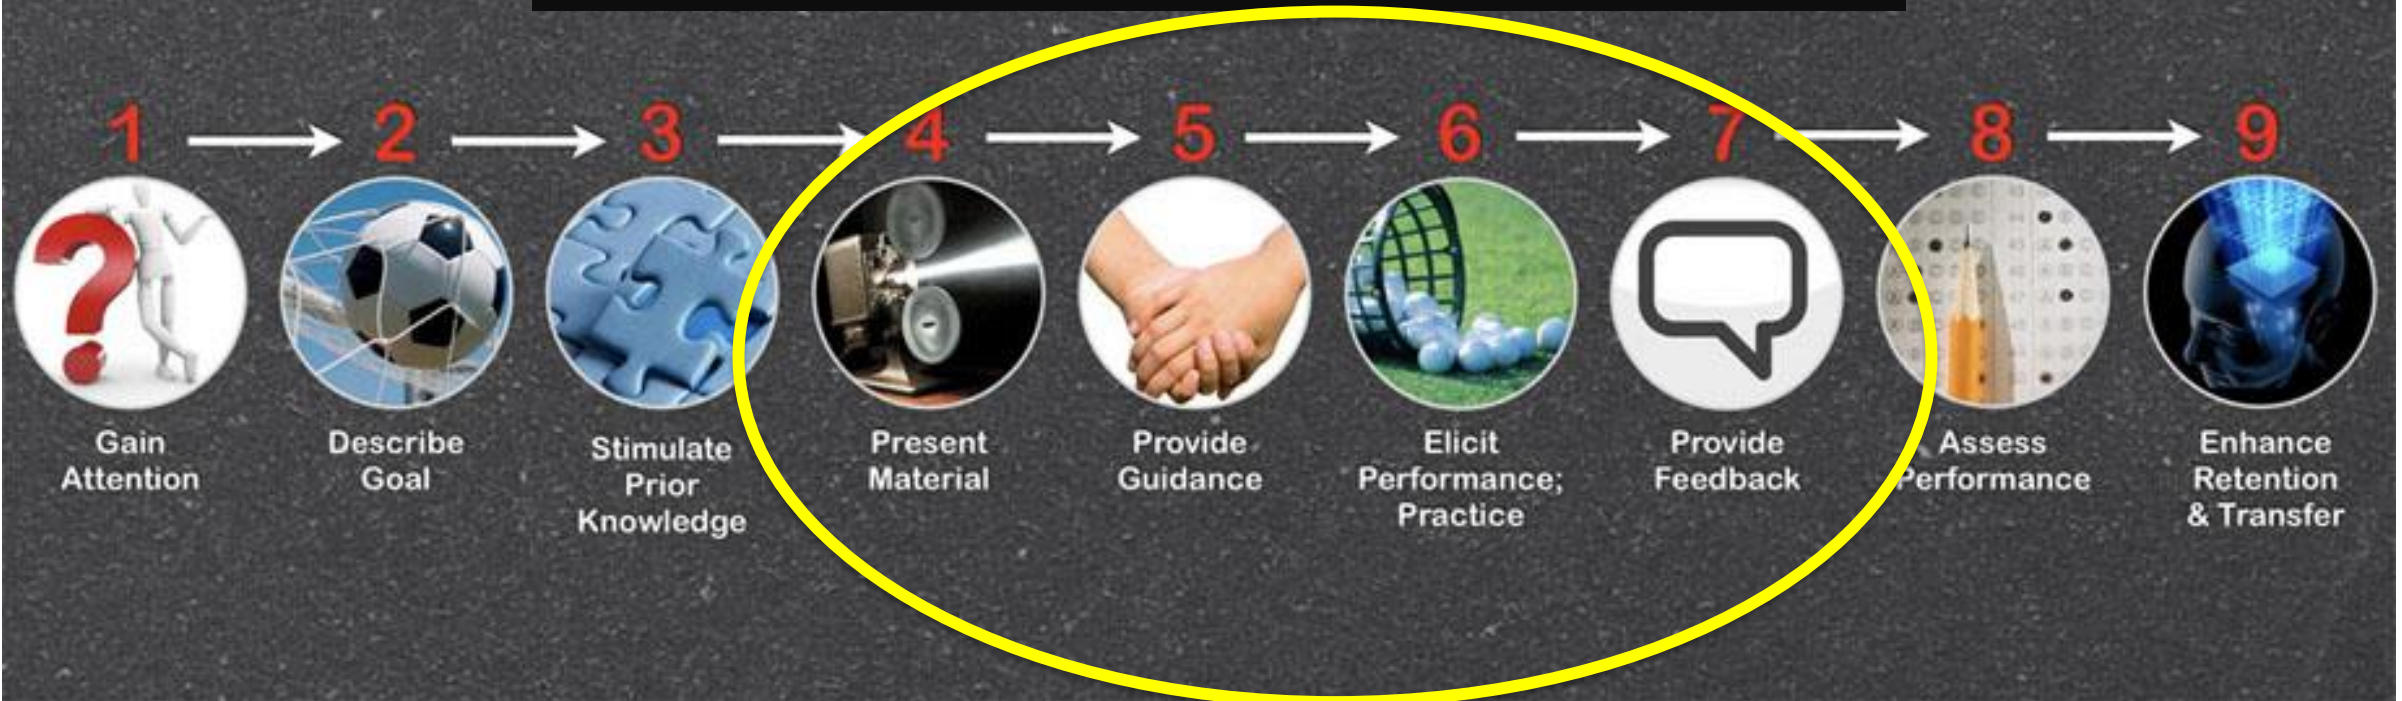 1 2 3 4 5 6 7 8 9
Gain
Attention
Describe
Goal
Stimulate
Prior
Knowledge
Present
Material
Provide
Guidance
Elicit
Performance;
Practice
Provide
Feedback
Assess
Performance
Enhance
Retention
& Transfer